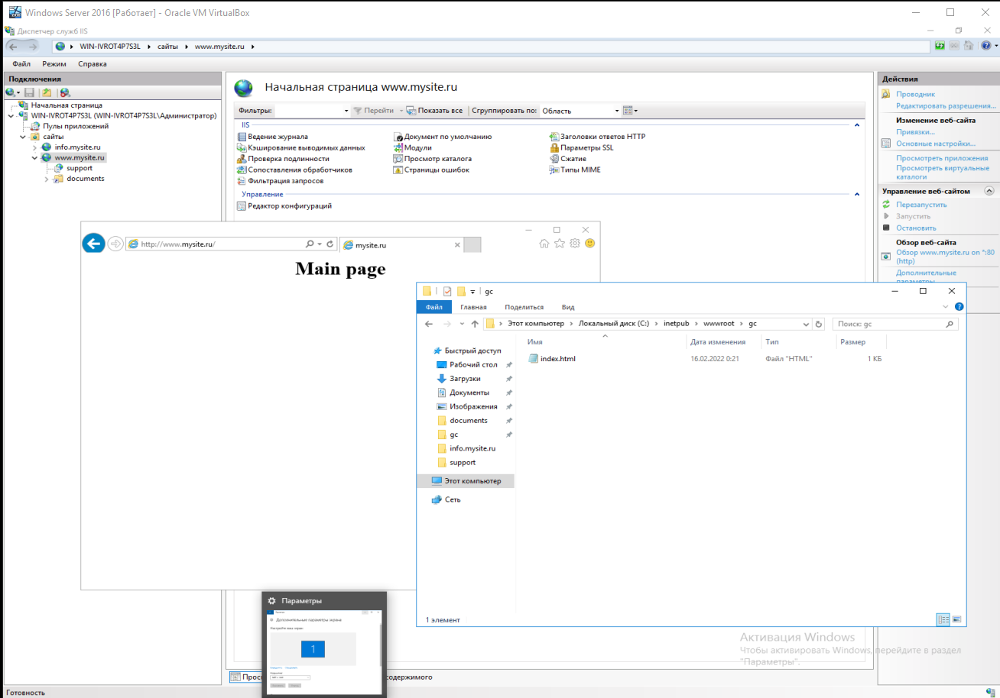 Windows Server 2016 [Работает] - Oracle VM VirtualBox
Диспетчер служб IIS
WIN-IVROT4P7S3L ▸ сайты ▸ www.mysite.ru ▸
Файл Режим Справка
Подключения
Начальная страница
WIN-IVROT4P7S3L (WIN-IVROT4P7S3L\Администратор)
Пулы приложений
сайты
info.mysite.ru
www.mysite.ru
support
documents
Начальная страница www.mysite.ru
Фильтры: Перейти Показать все Сгруппировать по: Область
IIS
Ведение журнала Документ по умолчанию Заголовки ответов HTTP
Кэширование выводимых данных Модули Параметры SSL
Проверка подлинности Просмотр каталога Сжатие
Сопоставления обработчиков Страницы ошибок Типы MIME
Фильтрация запросов
Управление
Редактор конфигураций
Действия
Проводник
Редактировать разрешения...
Изменение веб-сайта
Привязки...
Основные настройки...
Просмотреть приложения
Просмотреть виртуальные
каталоги
Управление веб-сайтом
Перезапустить
Запустить
Остановить
Обзор веб-сайта
Обзор www.mysite.ru on *:80
(http)
Дополнительные
параметры
http://www.mysite.ru/ mysite.ru
Main page
gc
Файл Главная Поделиться Вид
Этот компьютер > Локальный диск (C:) > inetpub > wwwroot > gc
Поиск: gc
Имя Дата изменения Тип Размер
index.html 16.02.2022 0:21 Файл "HTML" 1 КБ
Быстрый доступ
Рабочий стол
Загрузки
Документы
Изображения
documents
gc
info.mysite.ru
support
Этот компьютер
Сеть
1 элемент
Параметры
Дополнительные параметры экрана
1
Активация Windows
Чтобы активировать Windows, перейдите в раздел
"Параметры".
содержимого
Готовность